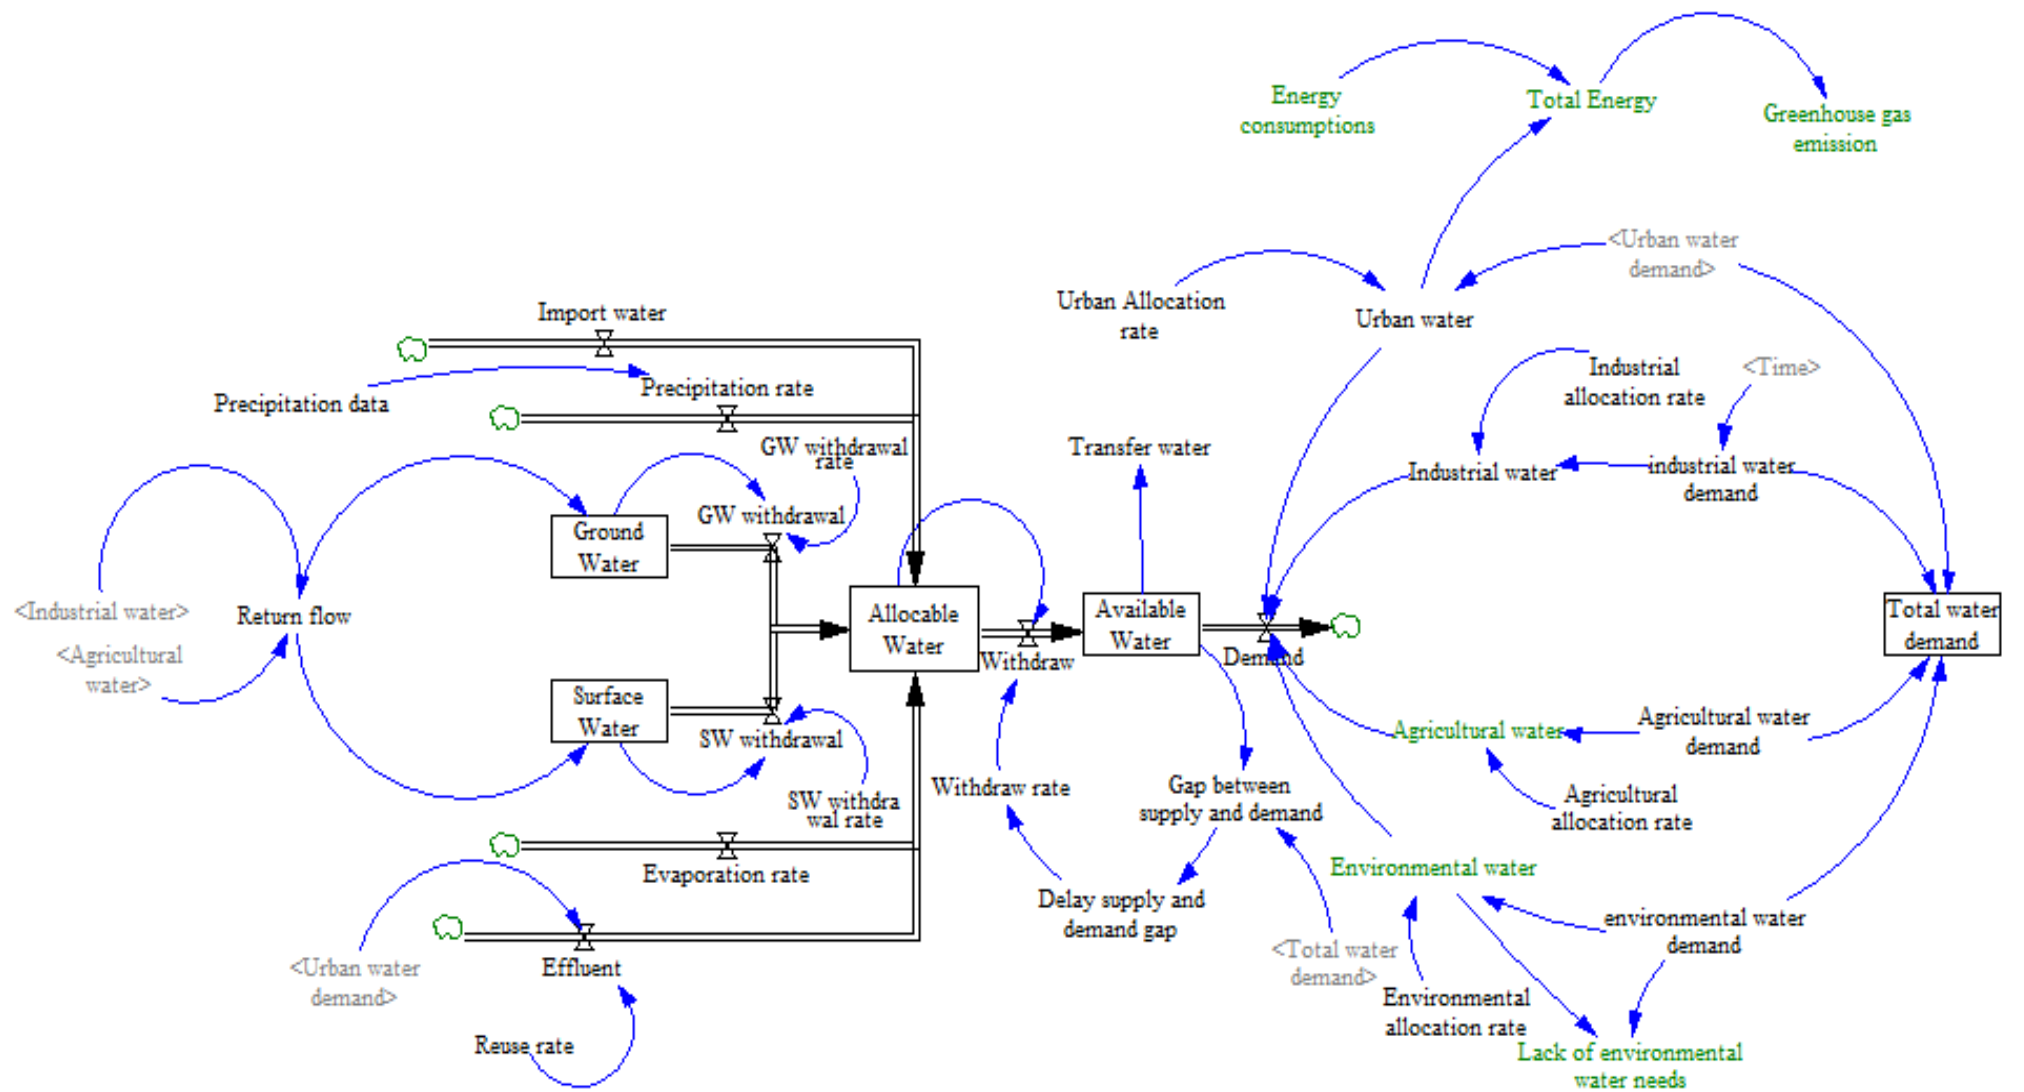 Energy
consumptions
Total Energy
Greenhouse gas
emission
<Urban water
demand>
Urban Allocation
rate
Urban water
Import water
Precipitation data
Precipitation rate
Industrial
allocation rate
<Time>
GW withdrawal
rate
Transfer water
Industrial water
industrial water
demand
GW withdrawal
Ground
Water
<Industrial water>
Return flow
<Agricultural
water>
Allocable
Water
Withdraw
Available
Water
Demand
Total water
demand
Surface
Water
SW withdrawal
SW withdra
wal rate
Agricultural water
Agricultural water
demand
Withdraw rate
Gap between
supply and demand
Agricultural
allocation rate
Evaporation rate
Environmental water
Delay supply and
demand gap
environmental water
demand
<Urban water
demand>
Effluent
<Total water
demand>
Environmental
allocation rate
Reuse rate
Lack of environmental
water needs